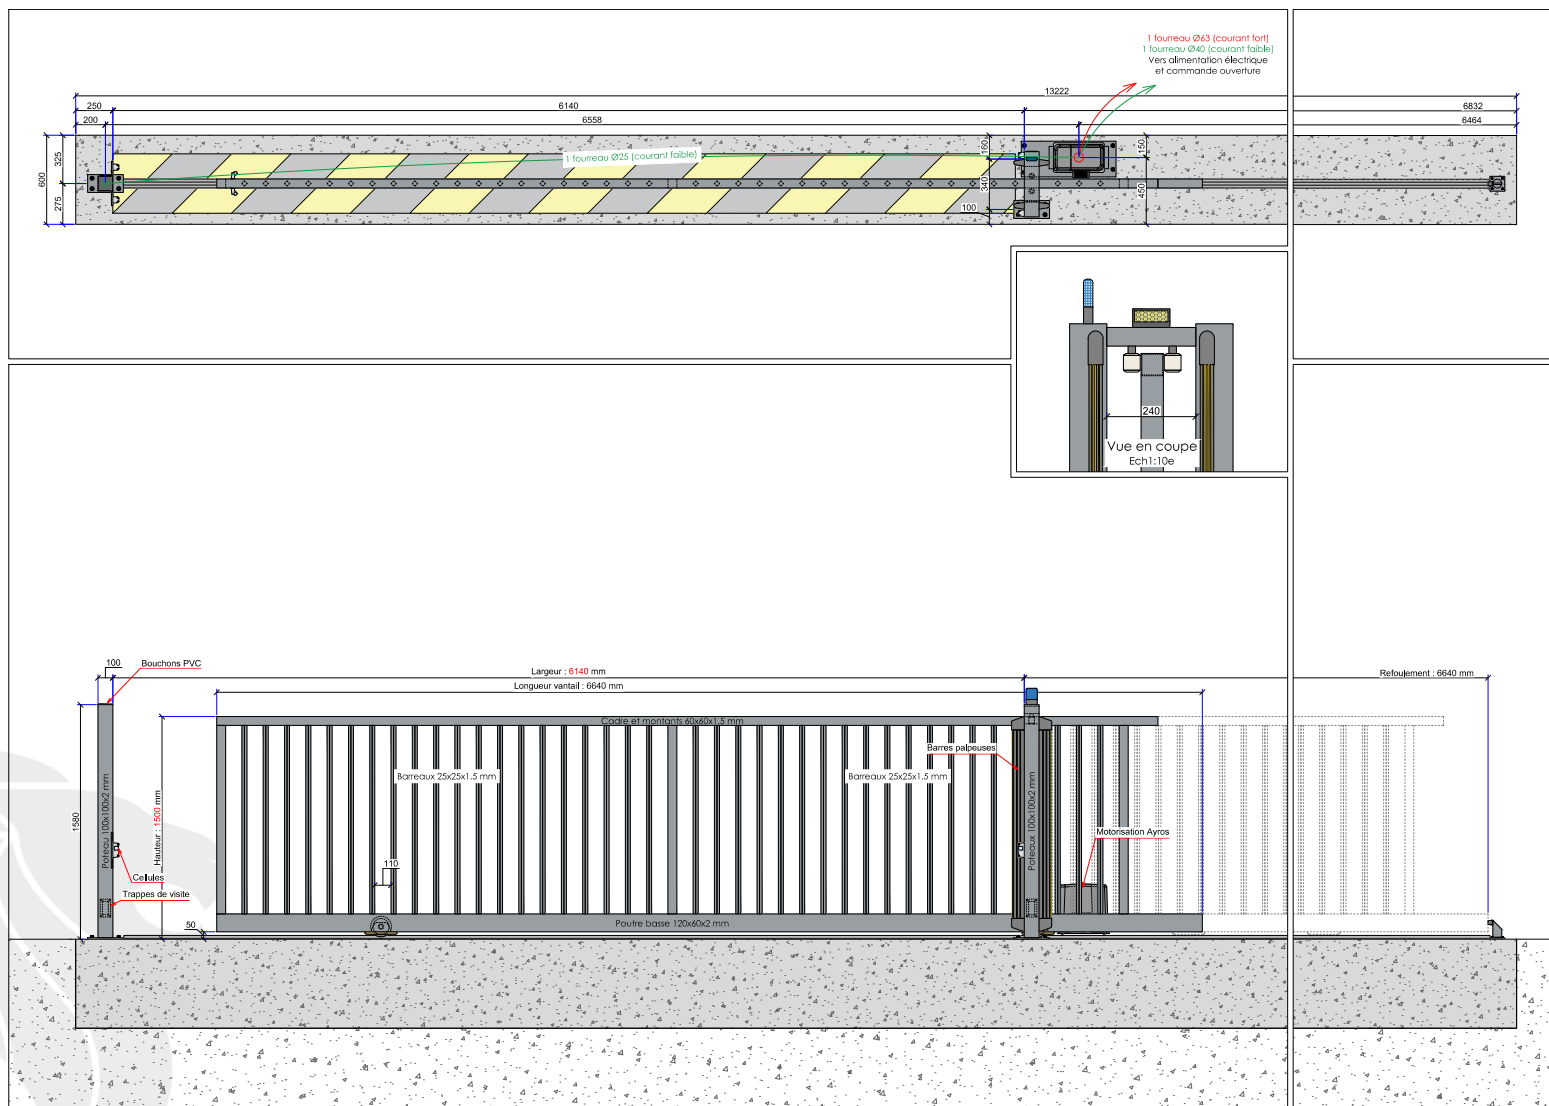 1 fourreau Ø63 (courant fort)
1 fourreau Ø40 (courant faible)
Vers alimentation électrique
et commande ouverture
13222
250
6140
6832
200
6558
6464
600
325
275
1 fourreau Ø25 (courant faible)
160
340
100
150
450
240
Vue en coupe
Ech1:10e
100
Bouchons PVC
Largeur : 6140 mm
Refoulement : 6640 mm
Longueur vantail : 6640 mm
Cadre et montants 60x60x1.5 mm
Barres palpeuses
Barreaux 25x25x1.5 mm
Barreaux 25x25x1.5 mm
1580
Poteau 100x100x2 mm
Hauteur : 1500 mm
Poteaux 100x100x2 mm
Motorisation Ayros
110
Cellules
Trappes de visite
50
Poutre basse 120x60x2 mm